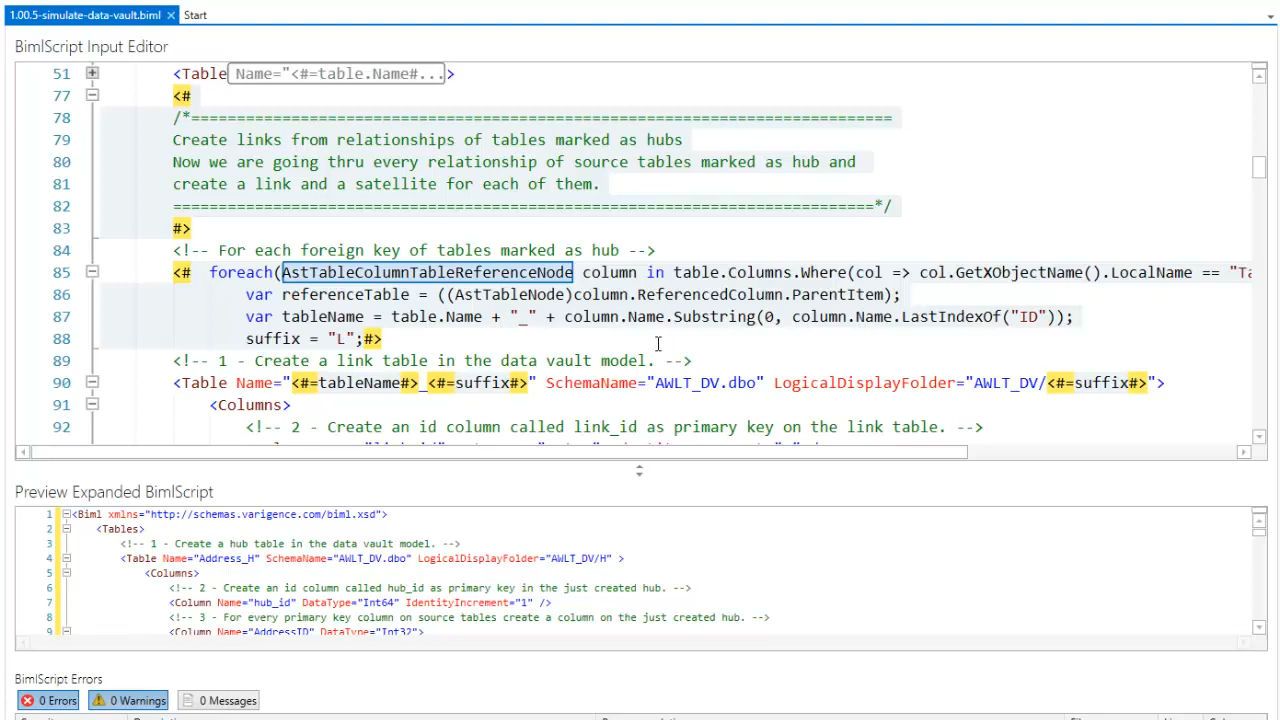 1.00.5-simulate-data-vault.biml × Start
BimlScript Input Editor
51 <Table Name="<#=table.Name#...>
77 <#
78 /*=============================================================================
79 Create links from relationships of tables marked as hubs
80 Now we are going thru every relationship of source tables marked as hub and
81 create a link and a satellite for each of them.
82 =============================================================================*/
83 #>
84 <!-- For each foreign key of tables marked as hub -->
85 <# foreach(AstTableColumnTableReferenceNode column in table.Columns.Where(col => col.GetXObjectName().LocalName == "Ta
86 var referenceTable = ((AstTableNode)column.ReferencedColumn.ParentItem);
87 var tableName = table.Name + "_" + column.Name.Substring(0, column.Name.LastIndexOf("ID"));
88 suffix = "L";#>
89 <!-- 1 - Create a link table in the data vault model. -->
90 <Table Name="<#=tableName#>_<#=suffix#>" SchemaName="AWLT_DV.dbo" LogicalDisplayFolder="AWLT_DV/<#=suffix#>">
91 <Columns>
92 <!-- 2 - Create an id column called link_id as primary key on the link table. -->
Preview Expanded BimlScript
1 <Biml xmlns="http://schemas.varigence.com/biml.xsd">
2 <Tables>
3 <!-- 1 - Create a hub table in the data vault model. -->
4 <Table Name="Address_H" SchemaName="AWLT_DV.dbo" LogicalDisplayFolder="AWLT_DV/H" >
5 <Columns>
6 <!-- 2 - Create an id column called hub_id as primary key in the just created hub. -->
7 <Column Name="hub_id" DataType="Int64" IdentityIncrement="1" />
8 <!-- 3 - For every primary key column on source tables create a column on the just created hub. -->
9 <Column Name="AddressID" DataType="Int32">
BimlScript Errors
0 Errors 0 Warnings 0 Messages